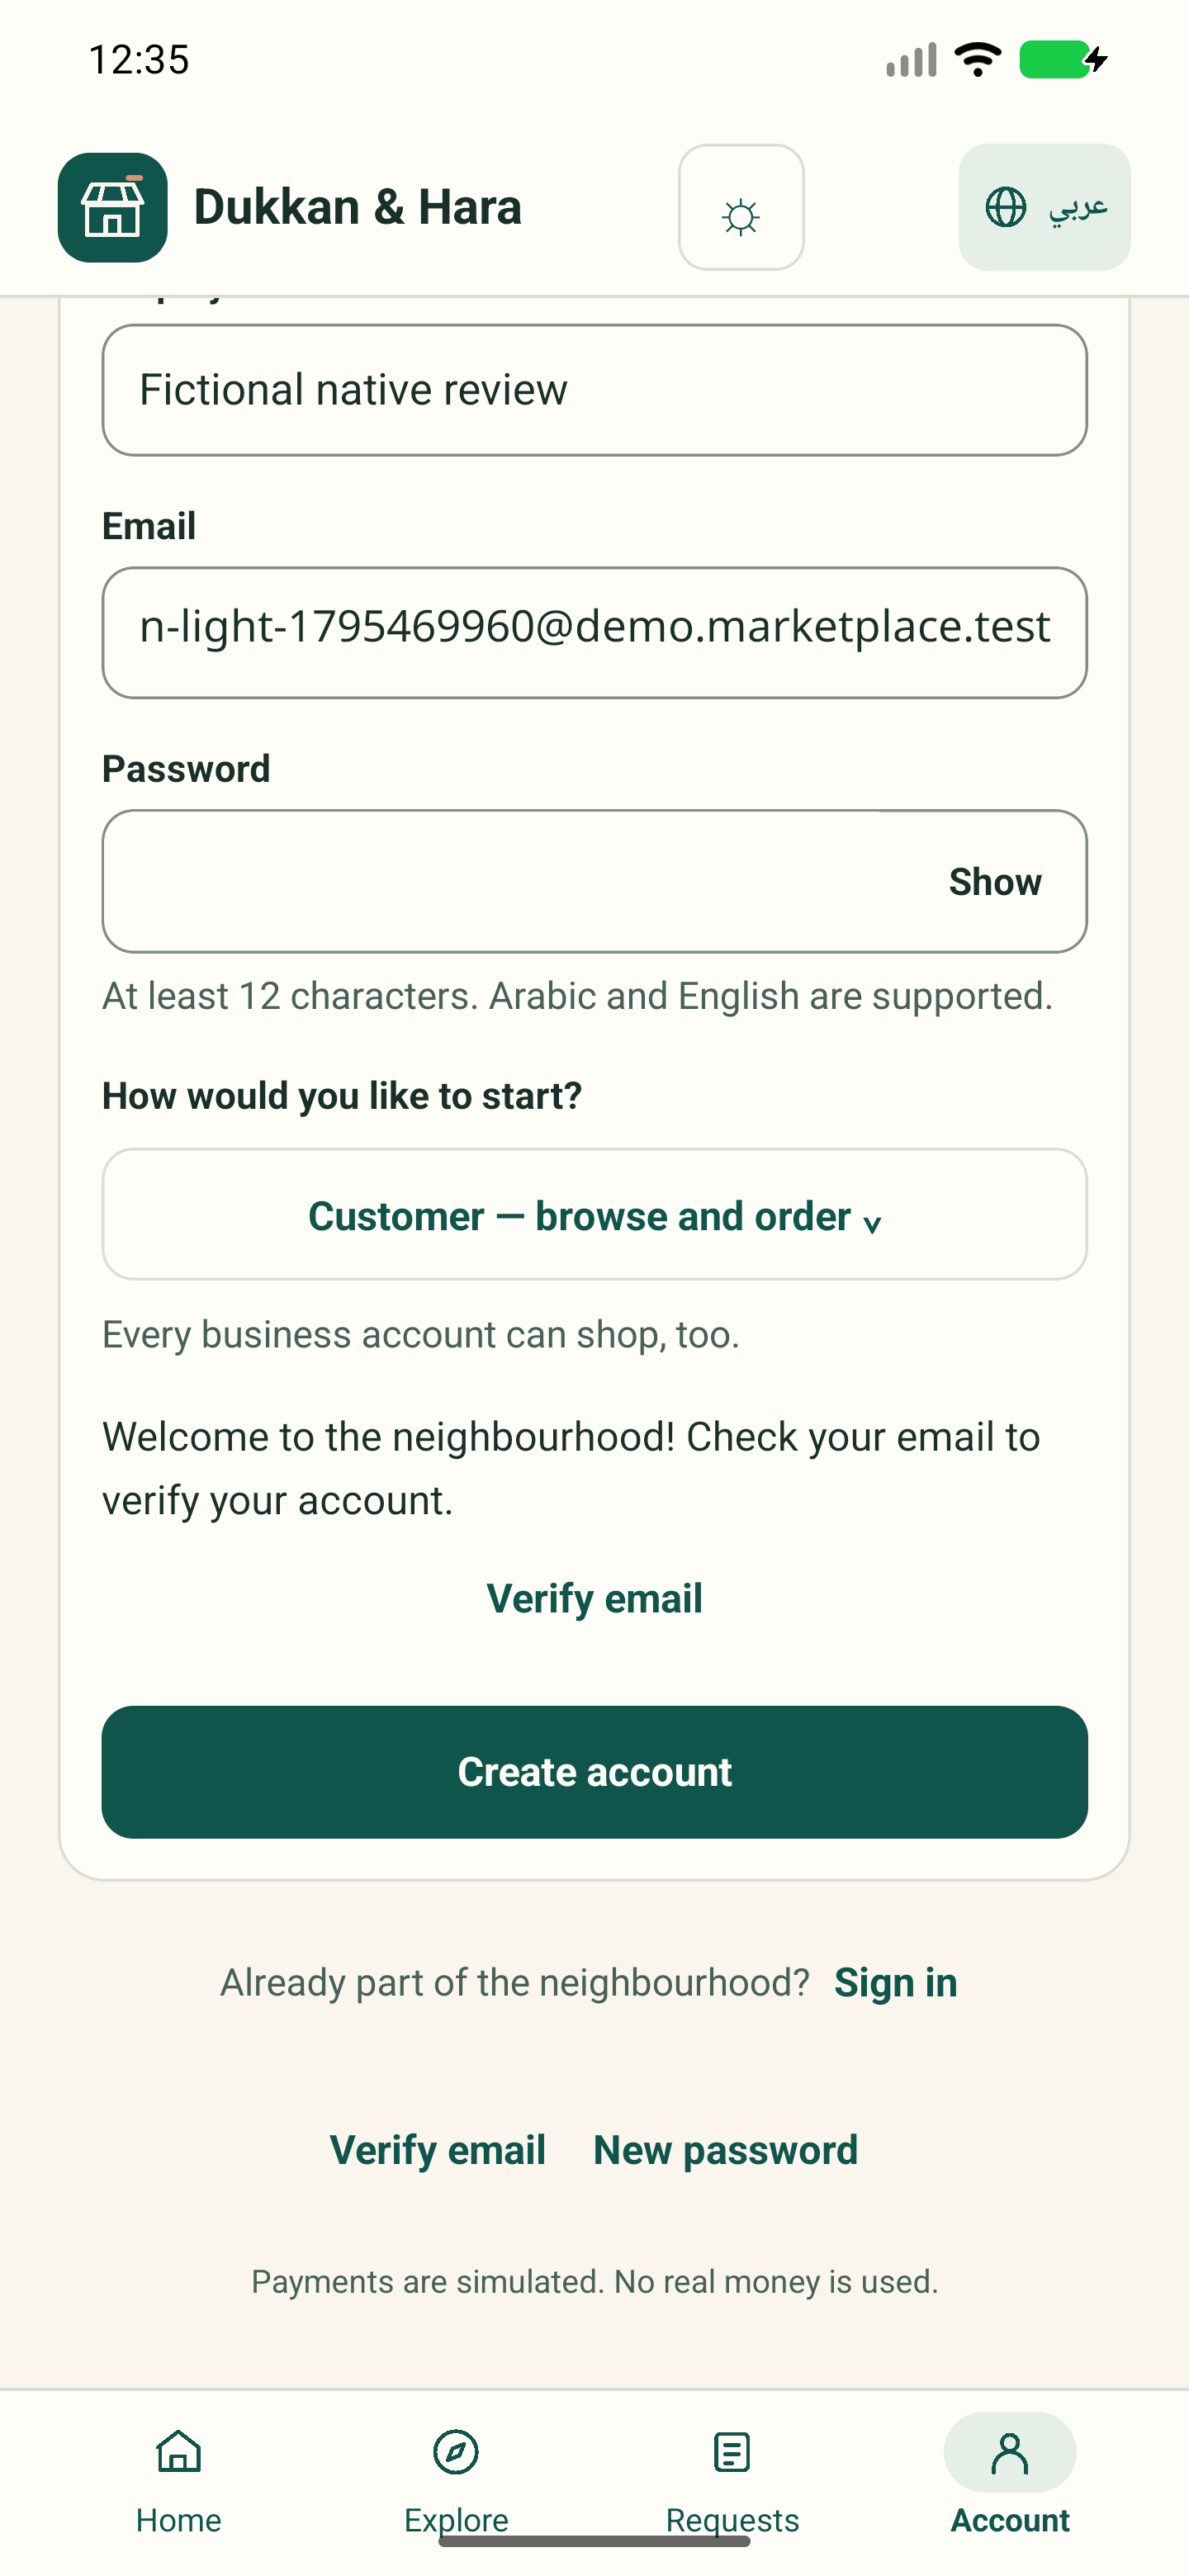 12:35
Dukkan & Hara
عربي
Fictional native review
Email
n-light-1795469960@demo.marketplace.test
Password
Show
At least 12 characters. Arabic and English are supported.
How would you like to start?
Customer — browse and order
Every business account can shop, too.
Welcome to the neighbourhood! Check your email to
verify your account.
Verify email
Create account
Already part of the neighbourhood? Sign in
Verify email New password
Payments are simulated. No real money is used.
Home Explore Requests Account